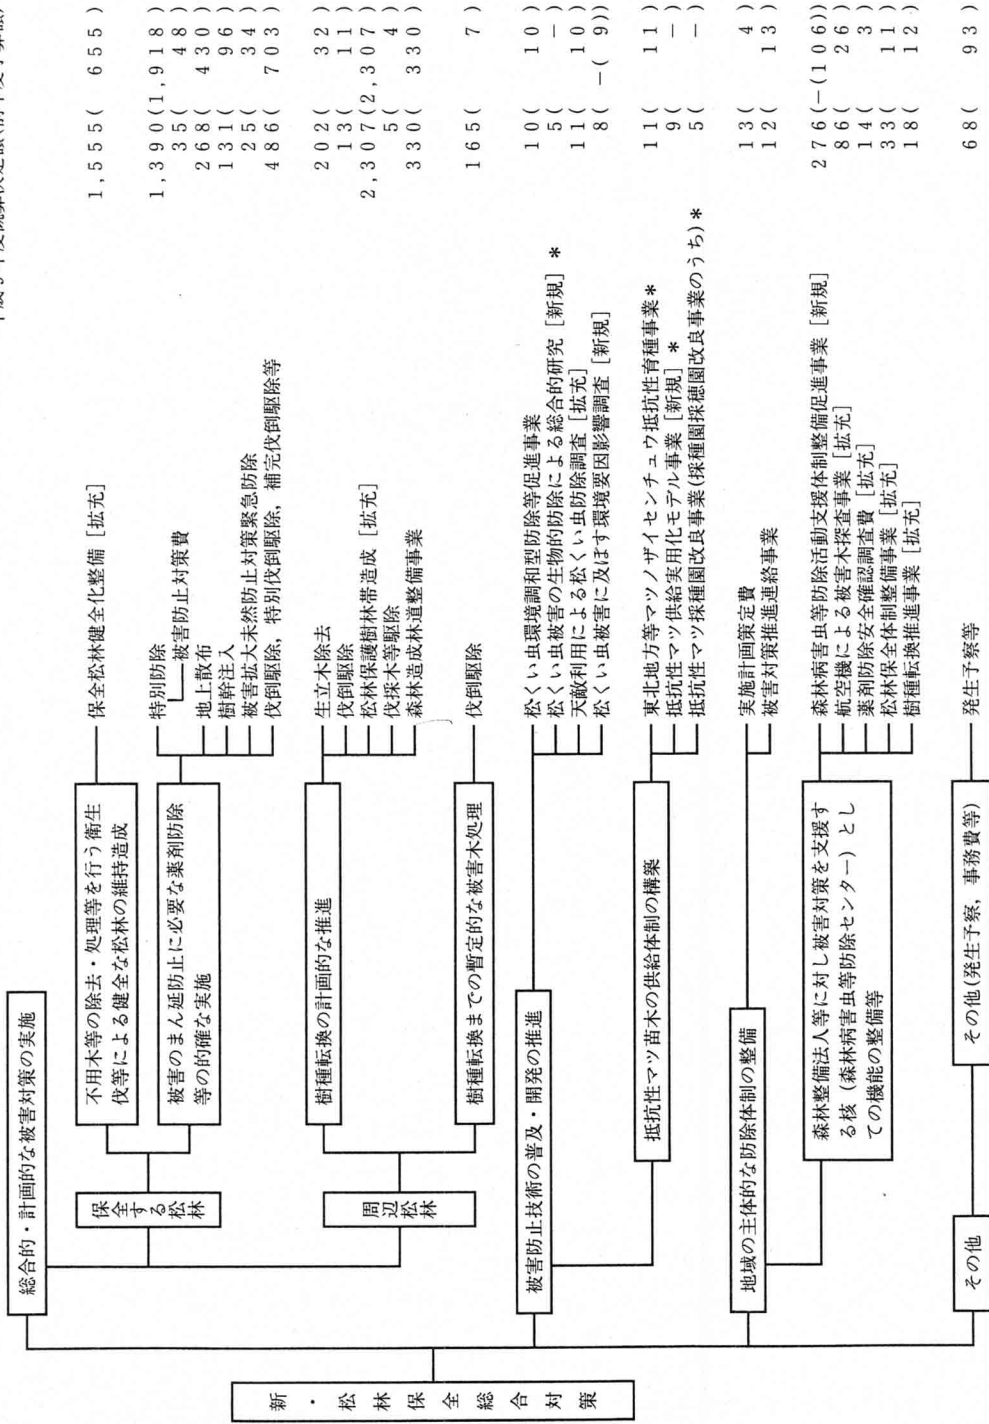 新・松林保全総合対策
総合的・計画的な被害対策の実施
保全する松林
不用木等の除去・処理等を行う衛生
伐等による健全な松林の維持造成
保全松林健全化整備 [拡充] 1,555( 655)
被害のまん延防止に必要な薬剤防除
等の的確な実施
特別防除 1,390(1,918)
被害防止対策費 35( 48)
地上散布 268( 430)
樹幹注入 131( 96)
被害拡大未然防止対策緊急防除 25( 34)
伐倒駆除,特別伐倒駆除,補完伐倒駆除等 486( 703)
周辺松林
樹種転換の計画的な推進
生立木除去 202( 32)
伐倒駆除 13( 11)
松林保護樹林帯造成 [拡充] 2,307(2,307)
伐採木等駆除 5( 4)
森林造成林道整備事業 330( 330)
樹種転換までの暫定的な被害木処理
伐倒駆除 165( 7)
被害防止技術の普及・開発の推進
松くい虫環境調和型防除等促進事業 10( 10)
松くい虫被害の生物的防除による総合的研究 [新規] * 5( -)
天敵利用による松くい虫防除調査 [拡充] 11( 10)
松くい虫被害に及ぼす環境要因影響調査 [新規] 8( -( 9))
抵抗性マツ苗木の供給体制の構築
東北地方等マツノザイセンチュウ抵抗性育種事業* 11( 11)
抵抗性マツ供給実用化モデル事業 [新規] * 9( -)
抵抗性マツ採種園改良事業(採種園採穂園改良事業のうち)* 5( -)
地域の主体的な防除体制の整備
実施計画策定費 13( 4)
被害対策推進連絡事業 12( 13)
森林整備法人等に対し被害対策を支援す
る核(森林病害虫等防除センター)とし
ての機能の整備等
森林病害虫等防除活動支援体制整備促進事業 [新規] 276(-(106))
航空機による被害木探査事業 [拡充] 86( 26)
薬剤防除安全確認調査費 [拡充] 14( 3)
松林保全体制整備事業 [拡充] 33( 11)
樹種転換推進事業 [拡充] 18( 12)
その他
その他(発生予察,事務費等)
発生予察等 68( 93)